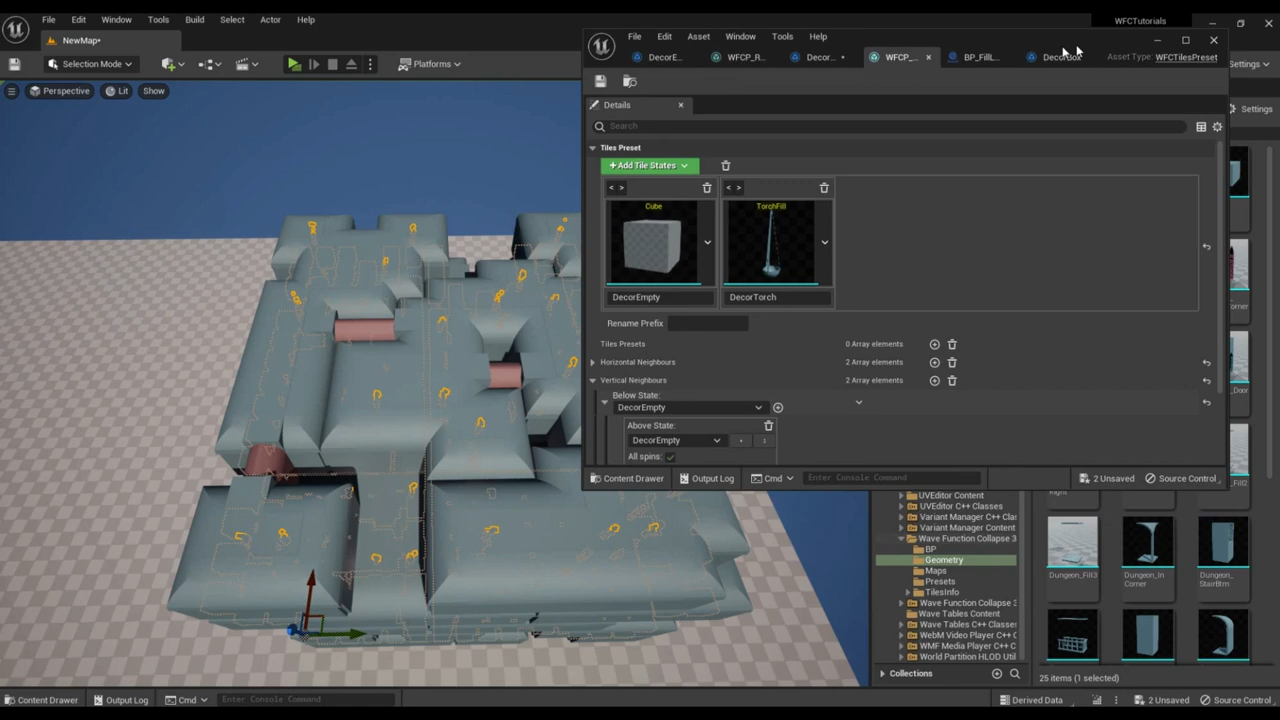 File Edit Window Tools Build Select Actor Help
WFCTutorials
NewMap•
Selection Mode
Platforms
Settings
Perspective Lit Show
File Edit Asset Window Tools Help
DecorE... WFCP_R... Decor... • WFCP_... × BP_FillL...
Asset Type: WFCTilesPreset
Details ×
Search
Settings
Tiles Preset
+ Add Tile States
< > < >
Cube TorchFill
DecorEmpty DecorTorch
Rename Prefix
Tiles Presets 0 Array elements
Horizontal Neighbours 2 Array elements
Vertical Neighbours 2 Array elements
Below State:
DecorEmpty
Above State:
DecorEmpty
All spins:
Content Drawer Output Log Cmd Enter Console Command 2 Unsaved Source Control
UVEditor Content
UVEditor C++ Classes
Variant Manager C++ Clas
Variant Manager Content
Wave Function Collapse 3
BP
Geometry
Maps
Presets
TilesInfo
Wave Function Collapse 3
Wave Tables Content
Wave Tables C++ Classes
WebM Video Player C++ C
WMF Media Player C++ C
World Partition HLOD Util
Collections
Dungeon_Fill3
Dungeon_In
Corner
Dungeon_
StairBtm
25 items (1 selected)
Content Drawer Output Log Cmd Enter Console Command Derived Data 2 Unsaved Source Control